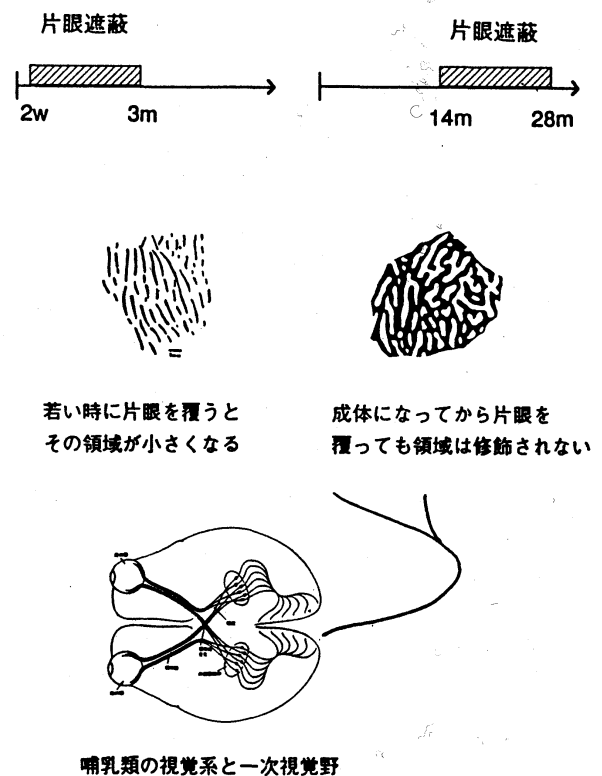 片眼遮蔽
2w
3m
片眼遮蔽
14m
28m
若い時に片眼を覆うと
その領域が小さくなる
成体になってから片眼を
覆っても領域は修飾されない
哺乳類の視覚系と一次視覚野